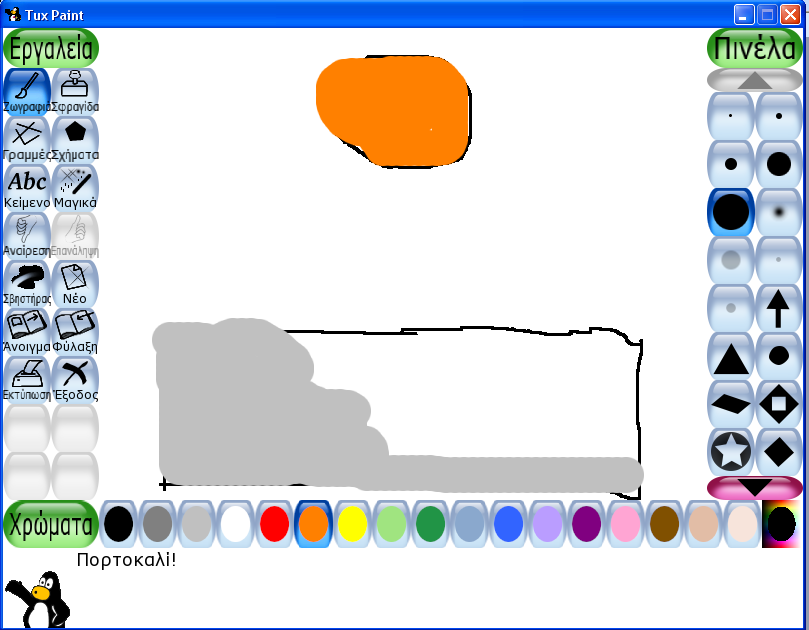 Tux Paint
Εργαλεία
Πινέλα
Ζωγραφιά
Σφραγίδα
Γραμμές
Σχήματα
Abc
Κείμενο
Μαγικά
Αναίρεση
Επανάληψη
Σβηστήρας
Νέο
Άνοιγμα
Φύλαξη
Εκτύπωση
Έξοδος
Χρώματα
Πορτοκαλί!